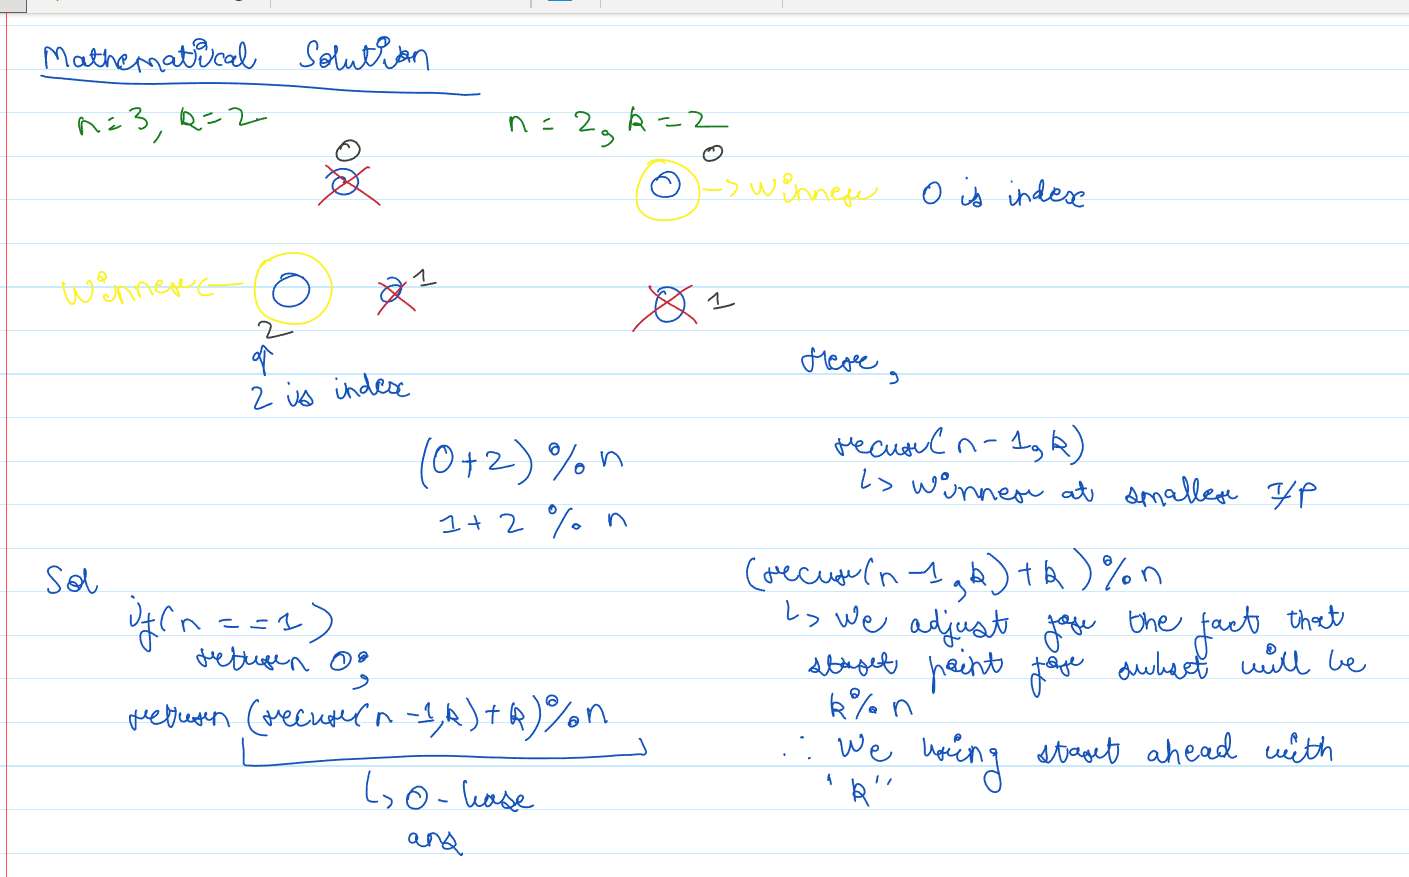 Mathematical Solution
n=3, k=2
n = 2, k = 2
0
0
-> Winner
0 is index
Winner <-
1
1
2
2 is index
Here,
(0+2) % n
recur(n-1, k)
↳ winner at smaller I/P
1+2 % n
Sol
(recur(n-1, k) + k) % n
if(n == 1)
↳ We adjust for the fact that
return 0;
start point for subset will be
k % n
return (recur(n-1, k) + k) % n
∴ We bring start ahead with
"k"
↳ 0-base
ans